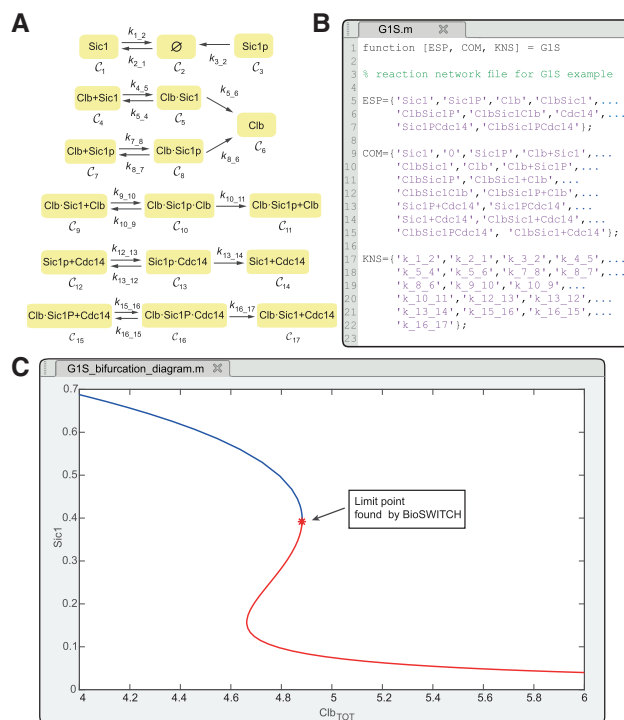 A
k1_2
Sic1
∅
Sic1p
k2_1
k3_2
C1
C2
C3
k4_5
Clb+Sic1
Clb·Sic1
k5_4
k5_6
C4
C5
Clb
C6
k7_8
Clb+Sic1p
Clb·Sic1p
k8_7
k8_6
C7
C8
k9_10
Clb·Sic1+Clb
Clb·Sic1p·Clb
k10_11
Clb·Sic1p+Clb
k10_9
C9
C10
C11
k12_13
Sic1p+Cdc14
Sic1p·Cdc14
k13_14
Sic1+Cdc14
k13_12
C12
C13
C14
k15_16
Clb·Sic1P+Cdc14
Clb·Sic1P·Cdc14
k16_17
Clb·Sic1+Cdc14
k16_15
C15
C16
C17
B
G1S.m
1 function [ESP, COM, KNS] = G1S
2
3 % reaction network file for G1S example
4
5 ESP={'Sic1','Sic1P','Clb','ClbSic1',...
6 'ClbSic1P','ClbSic1Clb','Cdc14',...
7 'Sic1PCdc14','ClbSic1PCdc14'};
8
9 COM={'Sic1','0','Sic1P','Clb+Sic1',...
10 'ClbSic1','Clb','Clb+Sic1P',...
11 'ClbSic1P','ClbSic1+Clb',...
12 'ClbSic1Clb','ClbSic1P+Clb',...
13 'Sic1P+Cdc14','Sic1PCdc14',...
14 'Sic1+Cdc14','ClbSic1+Cdc14',...
15 'ClbSic1PCdc14', 'ClbSic1+Cdc14'};
16
17 KNS={'k_1_2','k_2_1','k_3_2','k_4_5',...
18 'k_5_4','k_5_6','k_7_8','k_8_7',...
19 'k_8_6','k_9_10','k_10_9',...
20 'k_10_11','k_12_13','k_13_12',...
21 'k_13_14','k_15_16','k_16_15',...
22 'k_16_17'};
23
C
G1S_bifurcation_diagram.m
0.7
0.6
0.5
0.4
0.3
0.2
0.1
0
Sic1
Limit point
found by BioSWITCH
4
4.2
4.4
4.6
4.8
5
5.2
5.4
5.6
5.8
6
ClbTOT